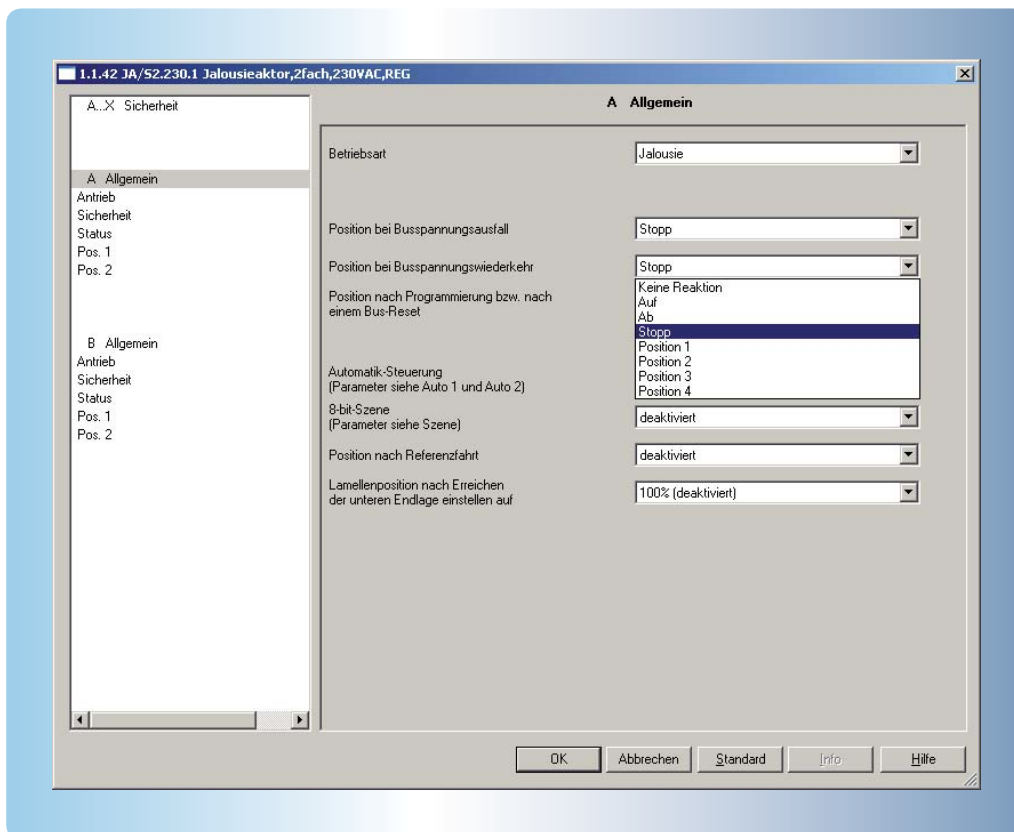 1.1.42 JA/S2.230.1 Jalousieaktor,2fach,230VAC,REG
A...X Sicherheit
A Allgemein
Antrieb
Sicherheit
Status
Pos. 1
Pos. 2
B Allgemein
Antrieb
Sicherheit
Status
Pos. 1
Pos. 2
A Allgemein
Betriebsart
Jalousie
Position bei Busspannungsausfall
Stopp
Position bei Busspannungswiederkehr
Stopp
Keine Reaktion
Auf
Ab
Stopp
Position 1
Position 2
Position 3
Position 4
Position nach Programmierung bzw. nach
einem Bus-Reset
Automatik-Steuerung
(Parameter siehe Auto 1 und Auto 2)
8-bit-Szene
(Parameter siehe Szene)
deaktiviert
Position nach Referenzfahrt
deaktiviert
Lamellenposition nach Erreichen
der unteren Endlage einstellen auf
100% (deaktiviert)
OK
Abbrechen
Standard
Info
Hilfe